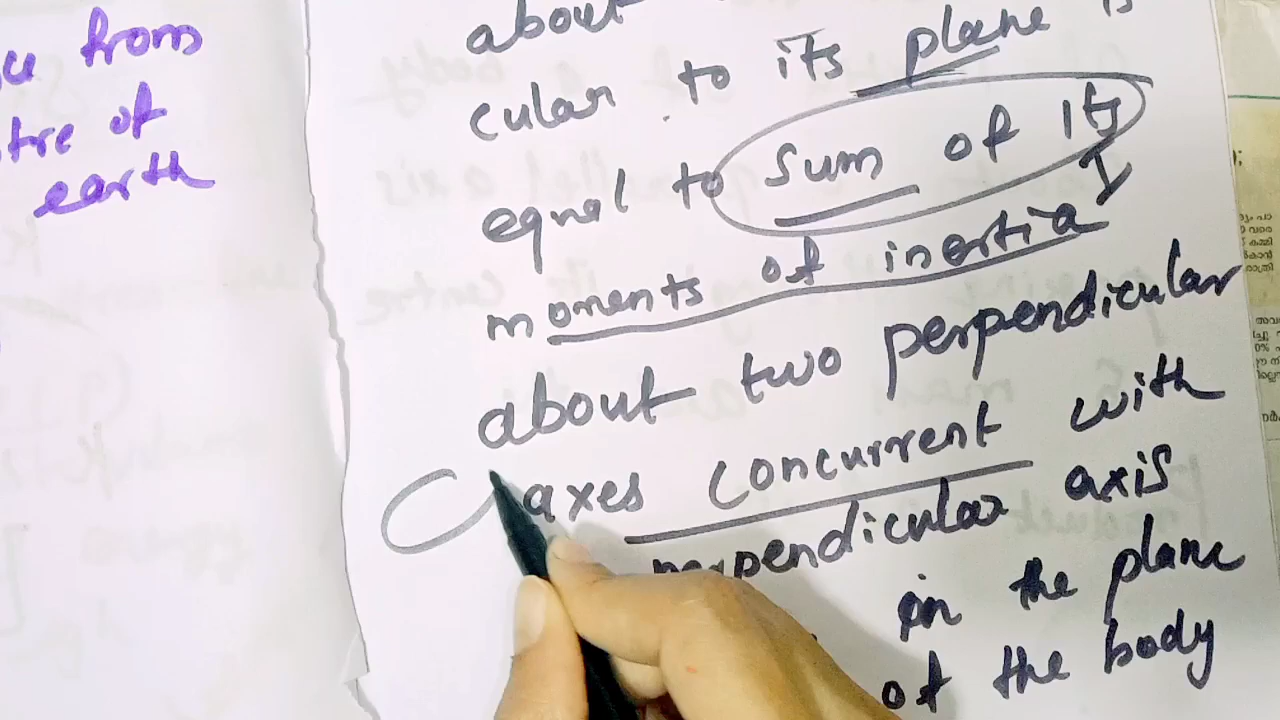 from
of
earth
about
cular to its plane is
equal to sum of its
moments of inertia
about two perpendicular
axes concurrent with
perpendicular axis
in the plane
of the body